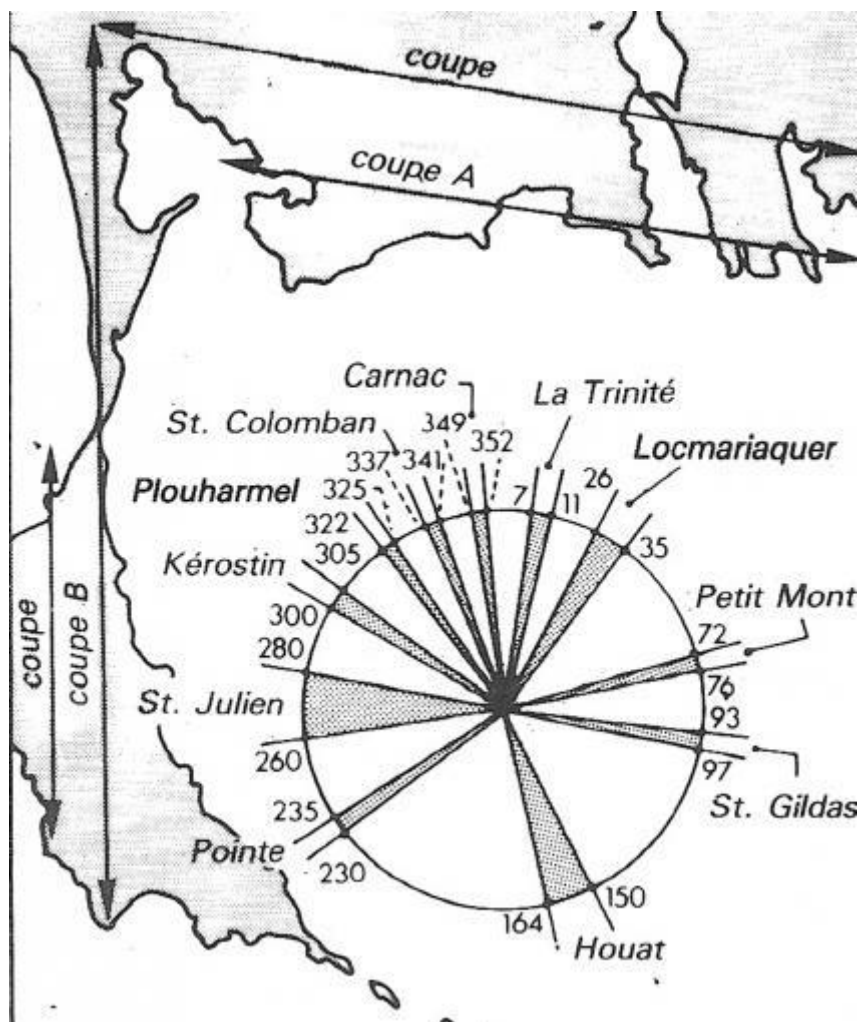 coupe
coupe A
Carnac
La Trinité
St. Colomban
349
352
26
Locmariaquer
337
341
7
11
Plouharmel
325
322
35
305
Kérostin
Petit Mont
300
72
280
76
St. Julien
93
260
97
235
St. Gildas
Pointe
230
150
164
Houat
coupe
coupe B